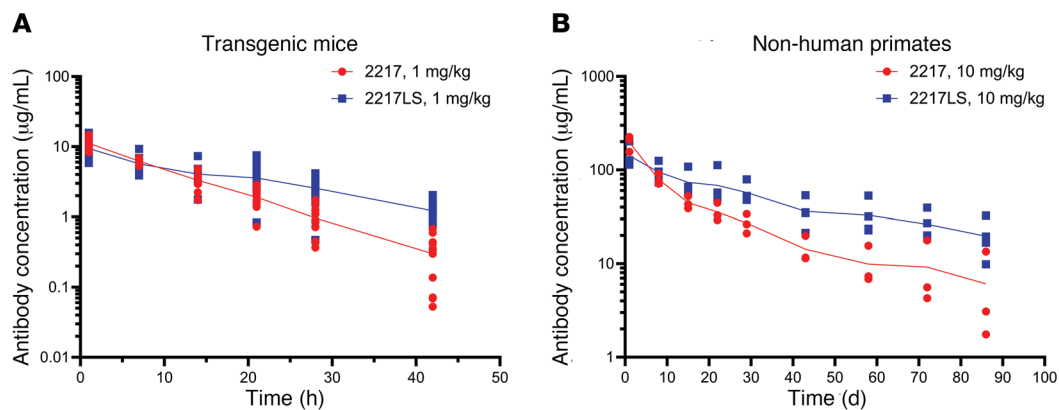 A
Transgenic mice
2217, 1 mg/kg
2217LS, 1 mg/kg
Antibody concentration (μg/mL)
100
10
1
0.1
0.01
0 10 20 30 40 50
Time (h)
B
Non-human primates
2217, 10 mg/kg
2217LS, 10 mg/kg
Antibody concentration (μg/mL)
1000
100
10
1
0 10 20 30 40 50 60 70 80 90 100
Time (d)